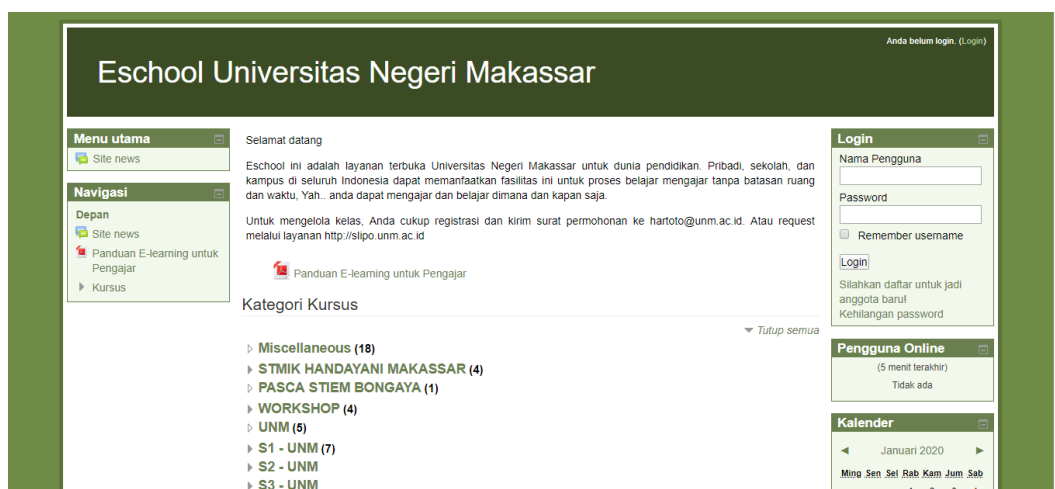 Anda belum login. (Login)
Eschool Universitas Negeri Makassar
Menu utama
Site news
Navigasi
Depan
Site news
Panduan E-learning untuk
Pengajar
Kursus
Selamat datang
Eschool ini adalah layanan terbuka Universitas Negeri Makassar untuk dunia pendidikan. Pribadi, sekolah, dan
kampus di seluruh Indonesia dapat memanfaatkan fasilitas ini untuk proses belajar mengajar tanpa batasan ruang
dan waktu, Yah.. anda dapat mengajar dan belajar dimana dan kapan saja.
Untuk mengelola kelas, Anda cukup registrasi dan kirim surat permohonan ke hartoto@unm.ac.id. Atau request
melalui layanan http://slipo.unm.ac.id
Panduan E-learning untuk Pengajar
Kategori Kursus
Tutup semua
Miscellaneous (18)
STMIK HANDAYANI MAKASSAR (4)
PASCA STIEM BONGAYA (1)
WORKSHOP (4)
UNM (5)
S1 - UNM (7)
S2 - UNM
S3 - UNM
Login
Nama Pengguna
Password
Remember username
Login
Silahkan daftar untuk jadi
anggota baru!
Kehilangan password
Pengguna Online
(5 menit terakhir)
Tidak ada
Kalender
Januari 2020
Ming Sen Sel Rab Kam Jum Sab